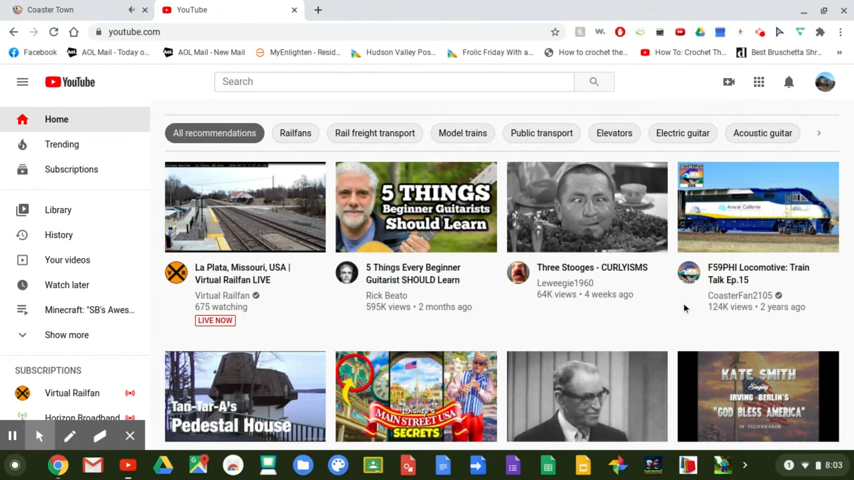 Coaster Town
YouTube
youtube.com
Facebook
AOL Mail - Today o...
AOL Mail - New Mail
MyEnlighten - Resid...
Hudson Valley Pos...
Frolic Friday With a...
How to crochet the...
How To: Crochet Th...
Best Bruschetta Shr...
YouTube
Search
Home
Trending
Subscriptions
Library
History
Your videos
Watch later
Minecraft: "SB's Awes...
Show more
SUBSCRIPTIONS
Virtual Railfan
Horizon Broadband
All recommendations
Railfans
Rail freight transport
Model trains
Public transport
Elevators
Electric guitar
Acoustic guitar
5 THINGS
Beginner Guitarists
Should Learn
La Plata, Missouri, USA |
Virtual Railfan LIVE
Virtual Railfan
675 watching
LIVE NOW
5 Things Every Beginner
Guitarist SHOULD Learn
Rick Beato
595K views • 2 months ago
Three Stooges - CURLYISMS
Leweegie1960
64K views • 4 weeks ago
F59PHI Locomotive: Train
Talk Ep.15
CoasterFan2105
124K views • 2 years ago
Tan-Tar-A's
Pedestal House
MAIN STREET USA
SECRETS
KATE SMITH
Singing
IRVING BERLIN'S
"GOD BLESS AMERICA"
IN TECHNICOLOR
1
8:03